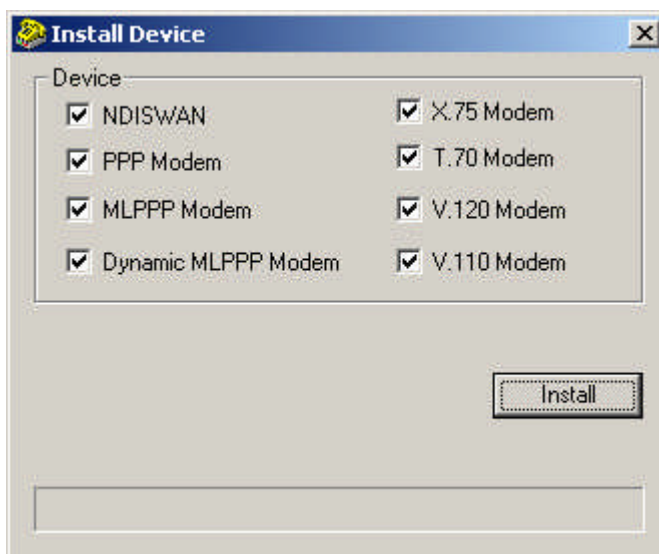 Install Device
Device
NDISWAN
PPP Modem
MLPPP Modem
Dynamic MLPPP Modem
X.75 Modem
T.70 Modem
V.120 Modem
V.110 Modem
Install